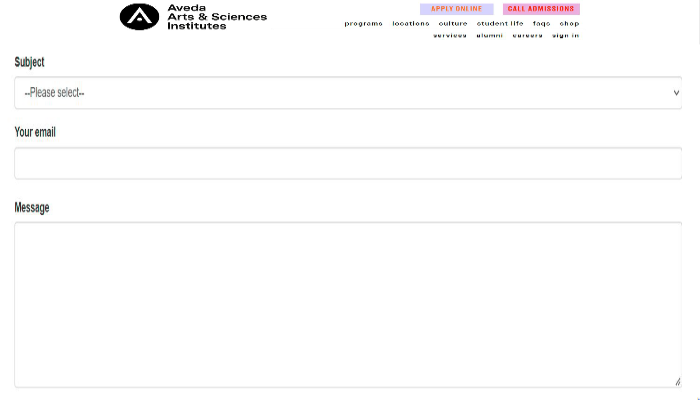 Aveda
Arts & Sciences
Institutes
APPLY ONLINE
CALL ADMISSIONS
programs locations culture student life faqs shop
services alumni careers sign in
Subject
--Please select--
Your email
Message